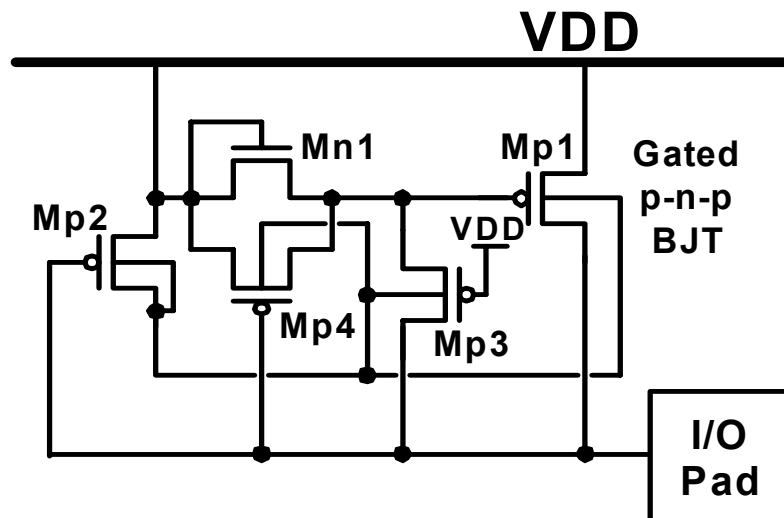 VDD
Mn1
Mp1
Gated
p-n-p
BJT
Mp2
VDD
Mp4
Mp3
I/O
Pad